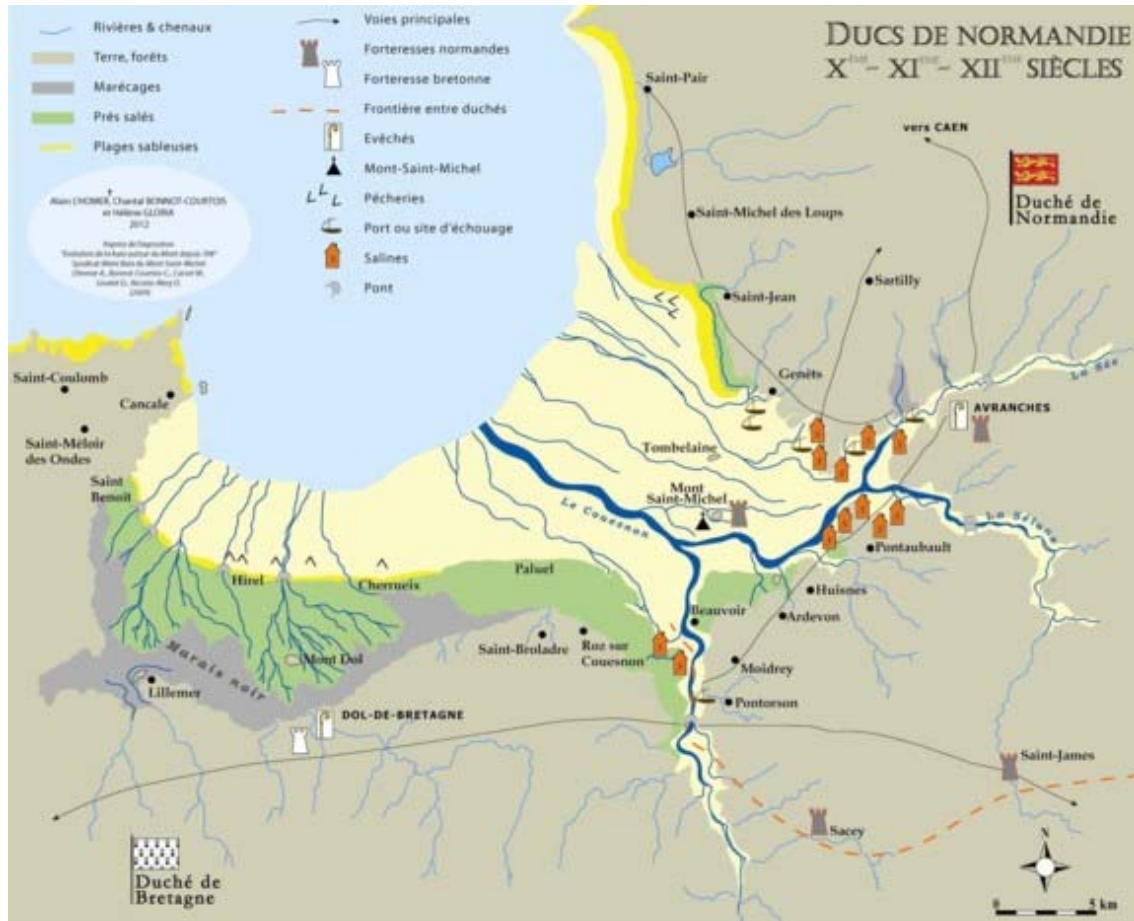 DUCS DE NORMANDIE
XÈME - XIÈME - XIIÈME SIÈCLES
Rivières & chenaux
Terre, forêts
Marécages
Prés salés
Plages sableuses
Voies principales
Forteresses normandes
Forteresse bretonne
Frontière entre duchés
Evêchés
Mont-Saint-Michel
Pêcheries
Port ou site d'échouage
Salines
Pont
Alain L'HOMER, Chantal BONNOT-COURTOIS
et Hélène GLORIA
2012
Saint-Pair
vers CAEN
Duché de
Normandie
Saint-Michel des Loups
Sartilly
Saint-Jean
Genêts
La Sée
AVRANCHES
Saint-Coulomb
Cancale
Saint-Méloir
des Ondes
Saint
Benoit
Tombelaine
Mont
Saint-Michel
Le Couesnon
La Sélune
Pontaubault
Hirel
Cherrueix
Paluel
Huisnes
Beauvoir
Ardevon
Saint-Broladre
Roz sur
Couesnon
Moidrey
Marais noir
Mont Dol
Lillemer
Pontorson
DOL-DE-BRETAGNE
Saint-James
Sacey
Duché de
Bretagne
N
0 5 km